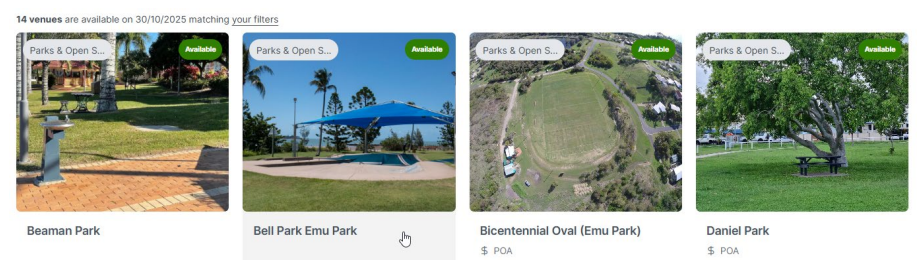 14 venues are available on 30/10/2025 matching your filters
Parks & Open S... Available
Parks & Open S... Available
Parks & Open S... Available
Parks & Open S... Available
Beaman Park
Bell Park Emu Park
Bicentennial Oval (Emu Park)
Daniel Park
$ POA
$ POA